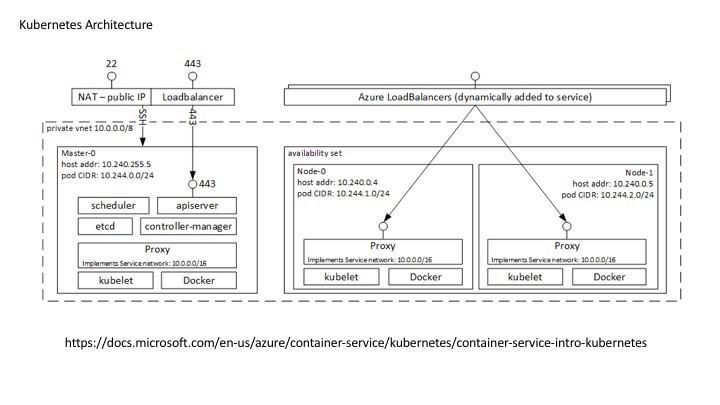 Kubernetes Architecture
22
443
NAT – public IP
Loadbalancer
Azure LoadBalancers (dynamically added to service)
SSH
443
private vnet 10.0.0.0/8
Master-0
host addr: 10.240.255.5
pod CIDR: 10.244.0.0/24
443
scheduler
apiserver
etcd
controller-manager
Proxy
Implements Service network: 10.0.0.0/16
kubelet
Docker
availability set
Node-0
host addr: 10.240.0.4
pod CIDR: 10.244.1.0/24
Proxy
Implements Service network: 10.0.0.0/16
kubelet
Docker
Node-1
host addr: 10.240.0.5
pod CIDR: 10.244.2.0/24
Proxy
Implements Service network: 10.0.0.0/16
kubelet
Docker
https://docs.microsoft.com/en-us/azure/container-service/kubernetes/container-service-intro-kubernetes